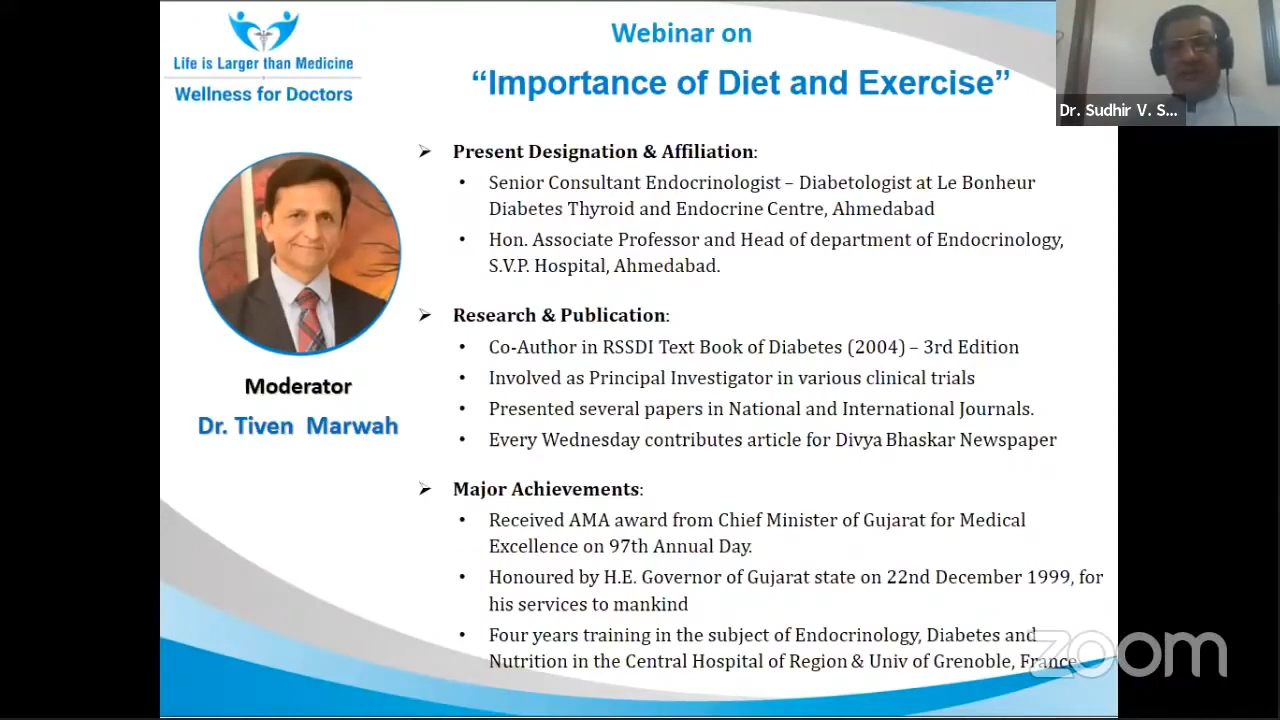 Life is Larger than Medicine
Wellness for Doctors
Webinar on
“Importance of Diet and Exercise”
Dr. Sudhir V. S...
Moderator
Dr. Tiven Marwah
➢ Present Designation & Affiliation:
• Senior Consultant Endocrinologist – Diabetologist at Le Bonheur
Diabetes Thyroid and Endocrine Centre, Ahmedabad
• Hon. Associate Professor and Head of department of Endocrinology,
S.V.P. Hospital, Ahmedabad.
➢ Research & Publication:
• Co-Author in RSSDI Text Book of Diabetes (2004) – 3rd Edition
• Involved as Principal Investigator in various clinical trials
• Presented several papers in National and International Journals.
• Every Wednesday contributes article for Divya Bhaskar Newspaper
➢ Major Achievements:
• Received AMA award from Chief Minister of Gujarat for Medical
Excellence on 97th Annual Day.
• Honoured by H.E. Governor of Gujarat state on 22nd December 1999, for
his services to mankind
• Four years training in the subject of Endocrinology, Diabetes and
Nutrition in the Central Hospital of Region & Univ of Grenoble, France
zoom